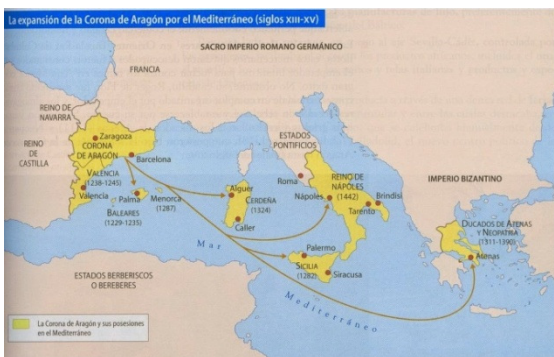 La expansión de la Corona de Aragón por el Mediterráneo (siglos XIII-XV)
SACRO IMPERIO ROMANO GERMÁNICO
FRANCIA
REINO DE
NAVARRA
REINO
DE
CASTILLA
Zaragoza
CORONA
DE ARAGÓN
Barcelona
VALENCIA
(1238-1245)
Valencia
Palma
BALEARES
(1229-1235)
Menorca
(1287)
ESTADOS
PONTIFICIOS
Roma
Alguer
CERDEÑA
(1324)
Caller
REINO DE
NÁPOLES
(1442)
Nápoles
Brindisi
Tarento
IMPERIO BIZANTINO
DUCADOS DE ATENAS
Y NEOPATRIA
(1311-1390)
Atenas
Palermo
SICILIA
(1282)
Siracusa
Mar
Mediterráneo
ESTADOS BERBERISCOS
O BEREBERES
La Corona de Aragón y sus posesiones
en el Mediterráneo